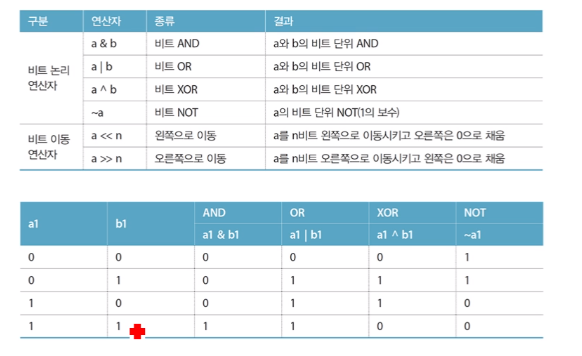 구분 연산자 종류 결과
비트 논리 연산자 a & b 비트 AND a와 b의 비트 단위 AND
a | b 비트 OR a와 b의 비트 단위 OR
a ^ b 비트 XOR a와 b의 비트 단위 XOR
~a 비트 NOT a의 비트 단위 NOT(1의 보수)
비트 이동 연산자 a << n 왼쪽으로 이동 a를 n비트 왼쪽으로 이동시키고 오른쪽은 0으로 채움
a >> n 오른쪽으로 이동 a를 n비트 오른쪽으로 이동시키고 왼쪽은 0으로 채움
a1 b1 AND OR XOR NOT
a1 & b1 a1 | b1 a1 ^ b1 ~a1
0 0 0 0 0 1
0 1 0 1 1 1
1 0 0 1 1 0
1 1 1 1 0 0